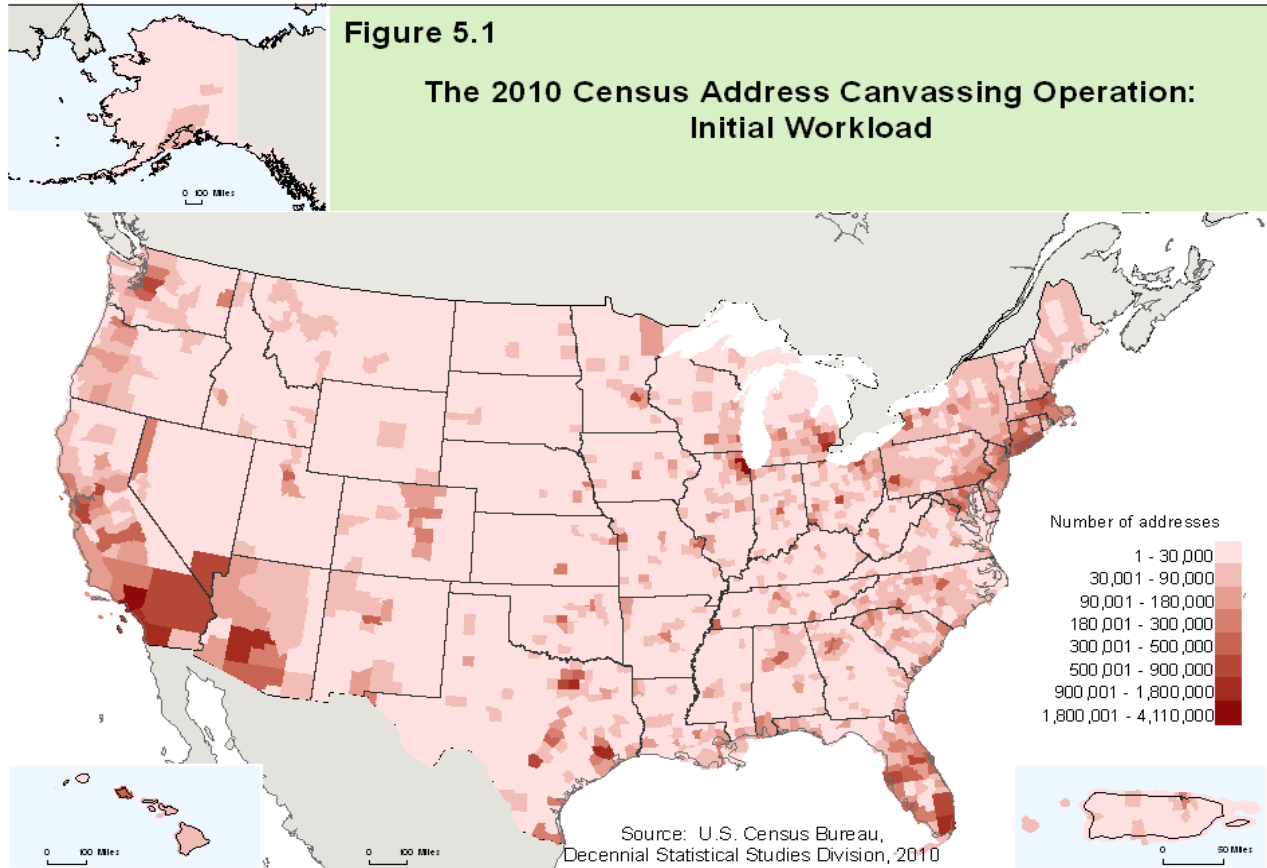 Figure 5.1
The 2010 Census Address Canvassing Operation:
Initial Workload
0 100 Miles
Number of addresses
1 - 30,000
30,001 - 90,000
90,001 - 180,000
180,001 - 300,000
300,001 - 500,000
500,001 - 900,000
900,001 - 1,800,000
1,800,001 - 4,110,000
0 100 Miles
0 100 Miles
Source: U.S. Census Bureau,
Decennial Statistical Studies Division, 2010
0 50 Miles